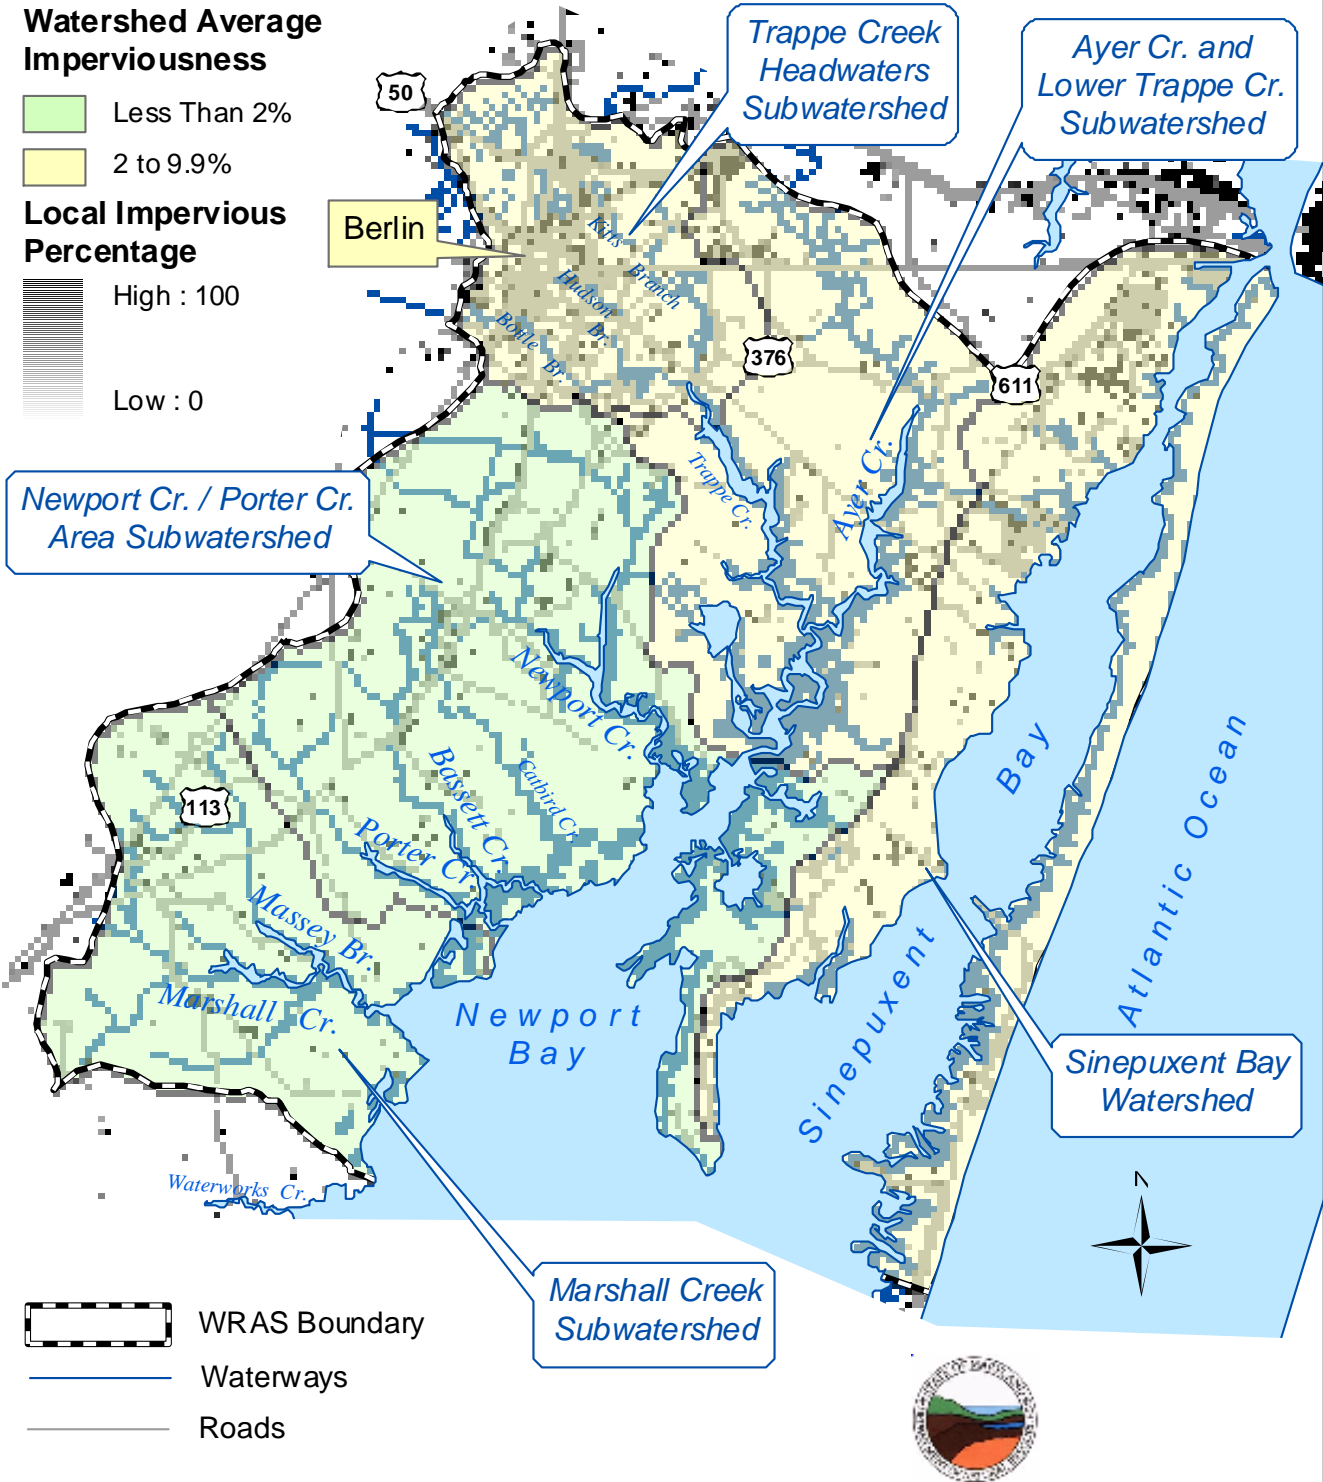 Watershed Average
Imperviousness
Less Than 2%
2 to 9.9%
Local Impervious
Percentage
High : 100
Low : 0
50
Trappe Creek
Headwaters
Subwatershed
Ayer Cr. and
Lower Trappe Cr.
Subwatershed
Berlin
Kitts
Branch
Hudson
Br.
Bottle
Br.
376
611
Trappe Cr.
Ayer Cr.
Newport Cr. / Porter Cr.
Area Subwatershed
Newport Cr.
Catbird Cr.
Bassett Cr.
Porter Cr.
113
Massey Br.
Marshall Cr.
Newport
Bay
Sinepuxent
Bay
Atlantic Ocean
Sinepuxent Bay
Watershed
Waterworks Cr.
Marshall Creek
Subwatershed
N
WRAS Boundary
Waterways
Roads